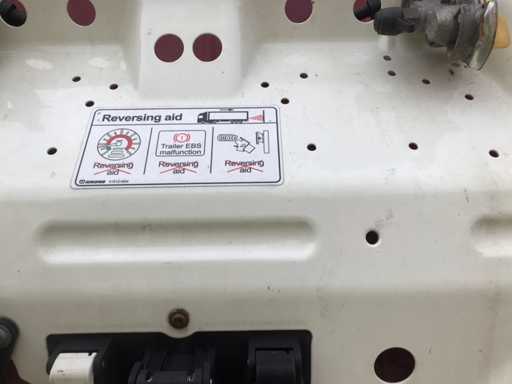 Reversing aid
Trailer EBS
malfunction
Reversing
aid
Reversing
aid
Reversing
aid